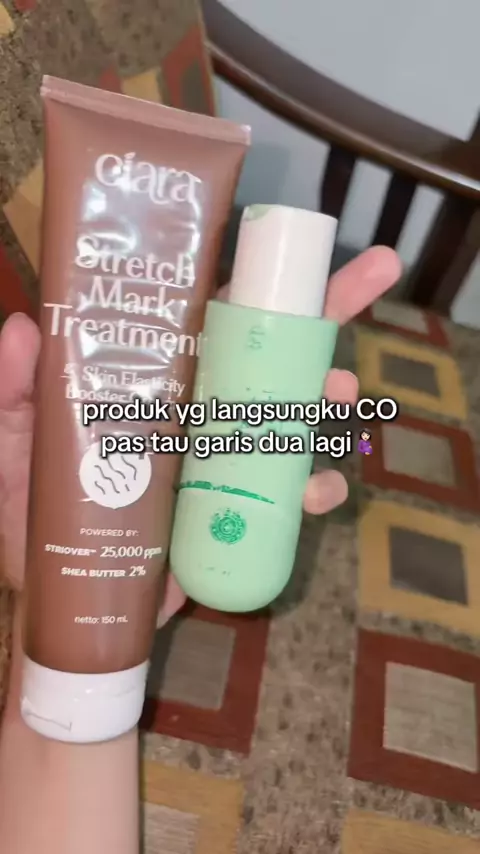 ciara
Stretch
Mark
Treatment
& Skin Elasticity
Booster
produk yg langsungku CO
pas tau garis dua lagi🤰🏻
POWERED BY:
STRIOVER™ 25,000 ppm
SHEA BUTTER 2%
netto: 150 mL